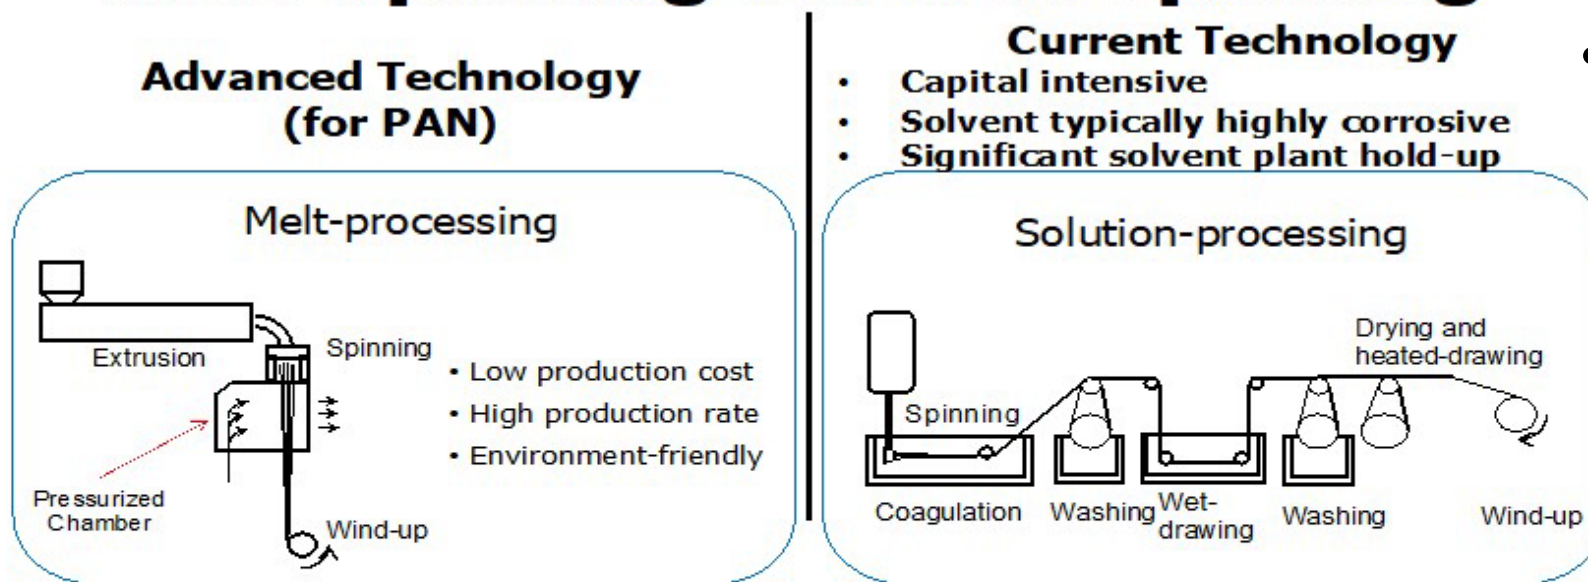 Advanced Technology
(for PAN)
Melt-processing
Extrusion
Spinning
• Low production cost
• High production rate
• Environment-friendly
Pressurized
Chamber
Wind-up
Current Technology
• Capital intensive
• Solvent typically highly corrosive
• Significant solvent plant hold-up
Solution-processing
Drying and
heated-drawing
Spinning
Coagulation
Washing
Wet-
drawing
Washing
Wind-up